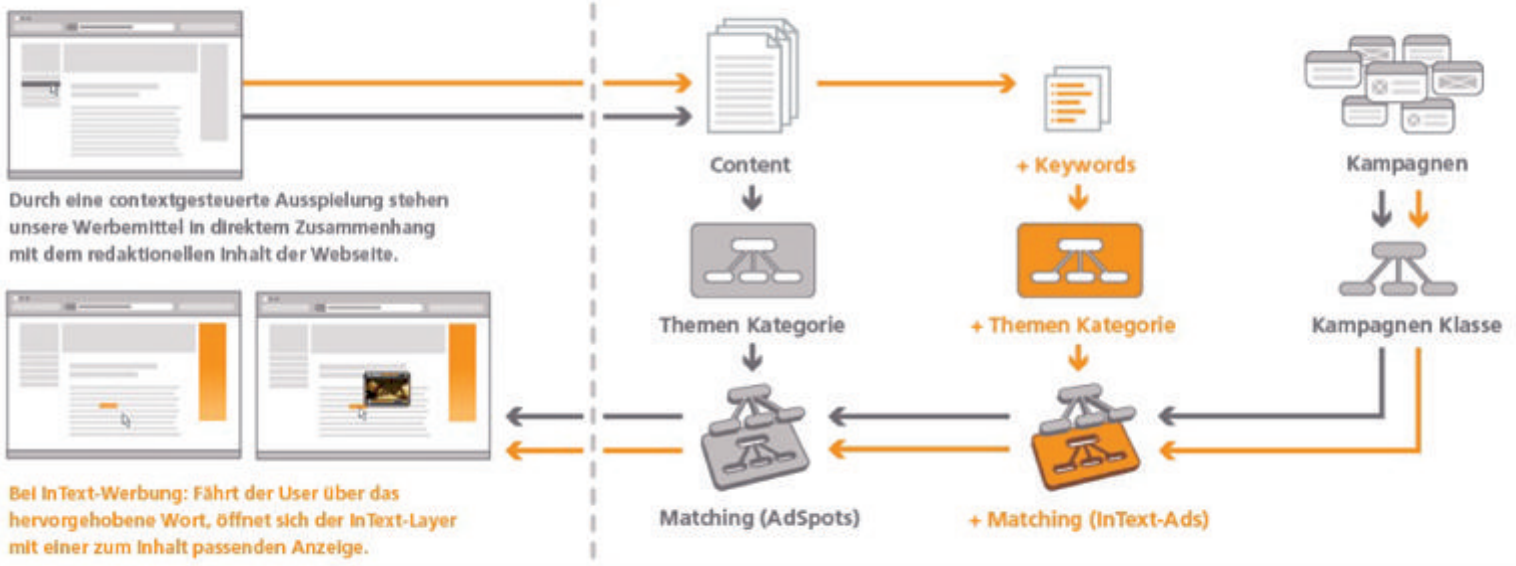 Content
+ Keywords
Kampagnen
Durch eine contextgesteuerte Ausspielung stehen
unsere Werbemittel in direktem Zusammenhang
mit dem redaktionellen Inhalt der Webseite.
Themen Kategorie
+ Themen Kategorie
Kampagnen Klasse
Bei InText-Werbung: Fährt der User über das
hervorgehobene Wort, öffnet sich der InText-Layer
mit einer zum Inhalt passenden Anzeige.
Matching (AdSpots)
+ Matching (InText-Ads)